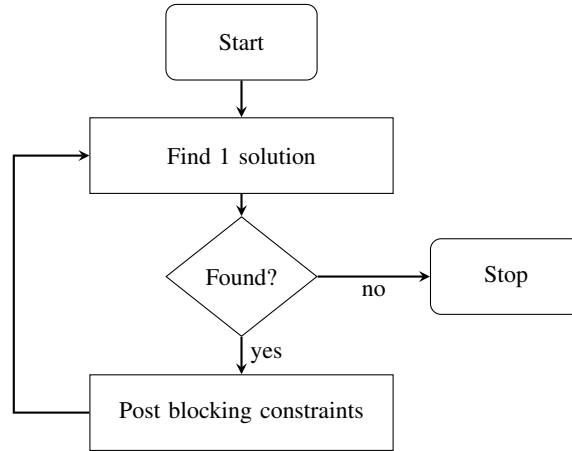 Start
Find 1 solution
Found?
no
Stop
yes
Post blocking constraints